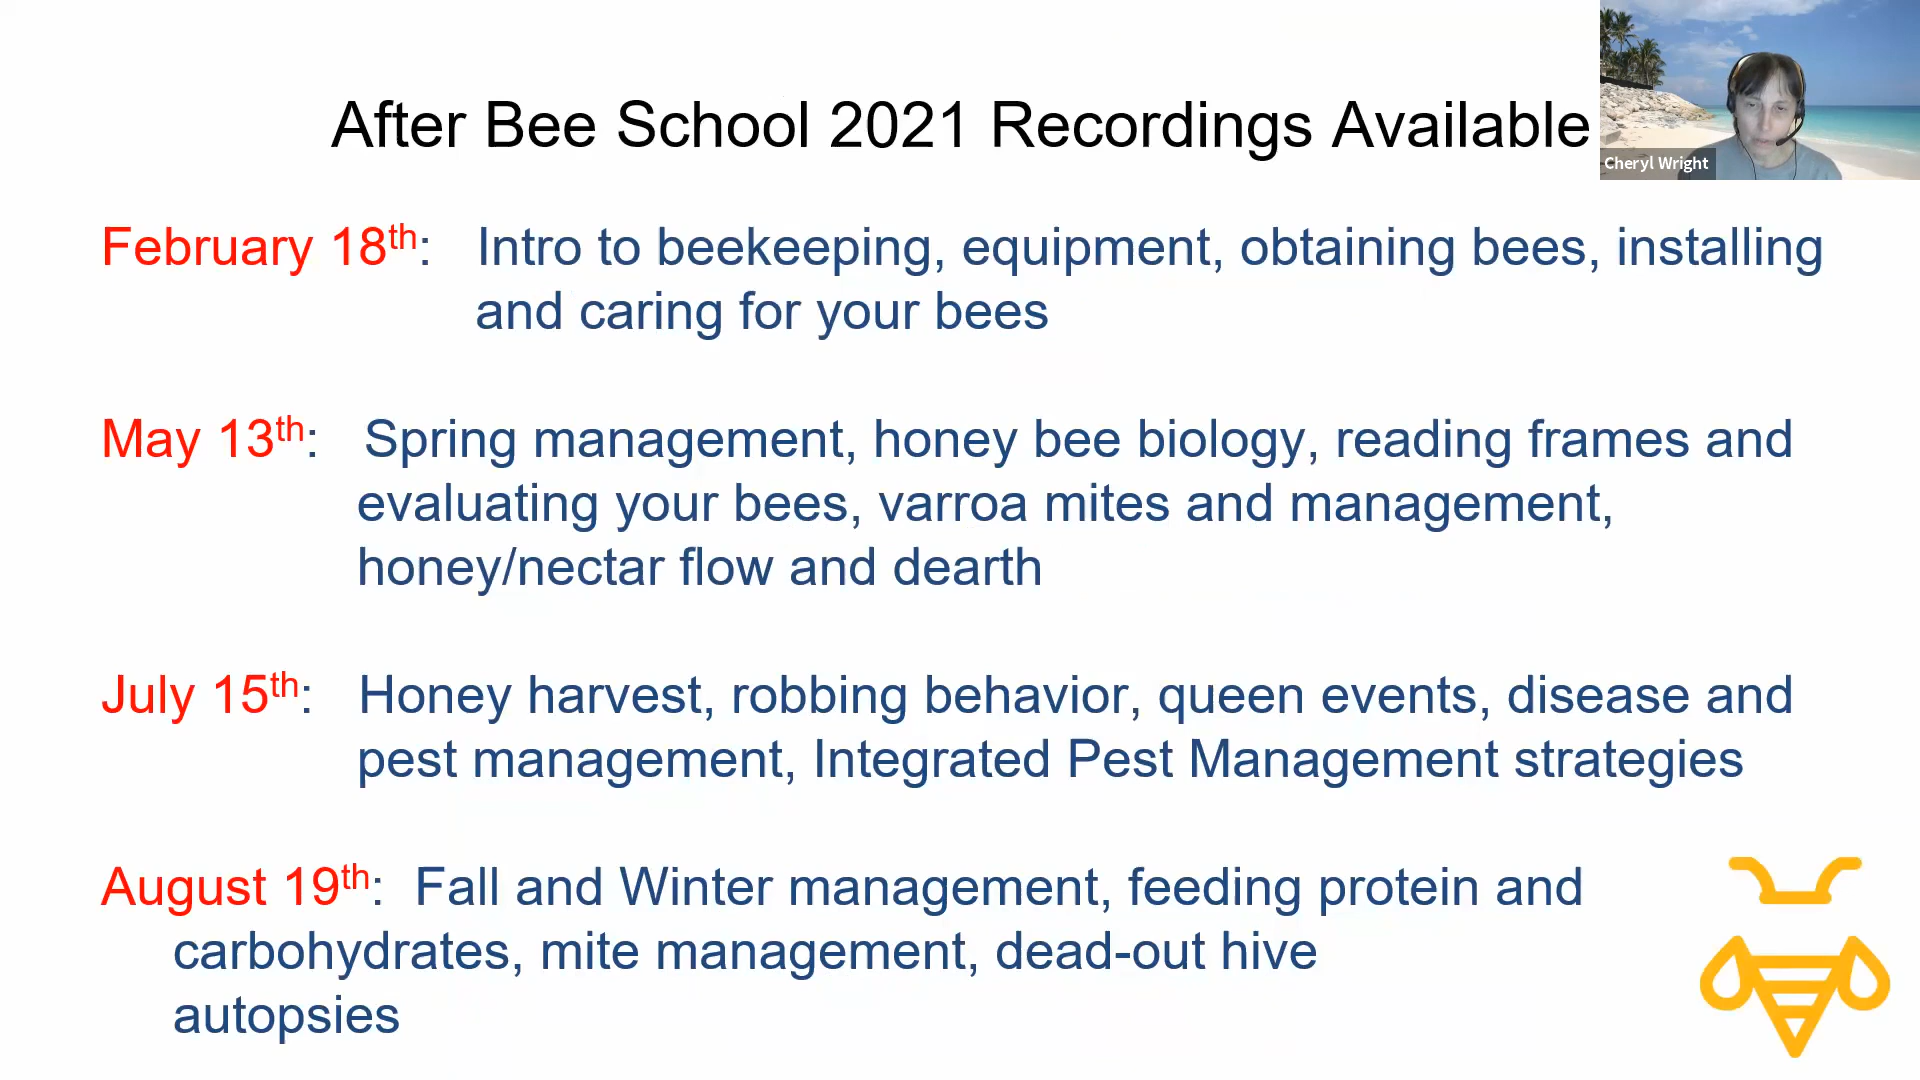 After Bee School 2021 Recordings Available
Cheryl Wright
February 18th: Intro to beekeeping, equipment, obtaining bees, installing
and caring for your bees
May 13th: Spring management, honey bee biology, reading frames and
evaluating your bees, varroa mites and management,
honey/nectar flow and dearth
July 15th: Honey harvest, robbing behavior, queen events, disease and
pest management, Integrated Pest Management strategies
August 19th: Fall and Winter management, feeding protein and
carbohydrates, mite management, dead-out hive
autopsies